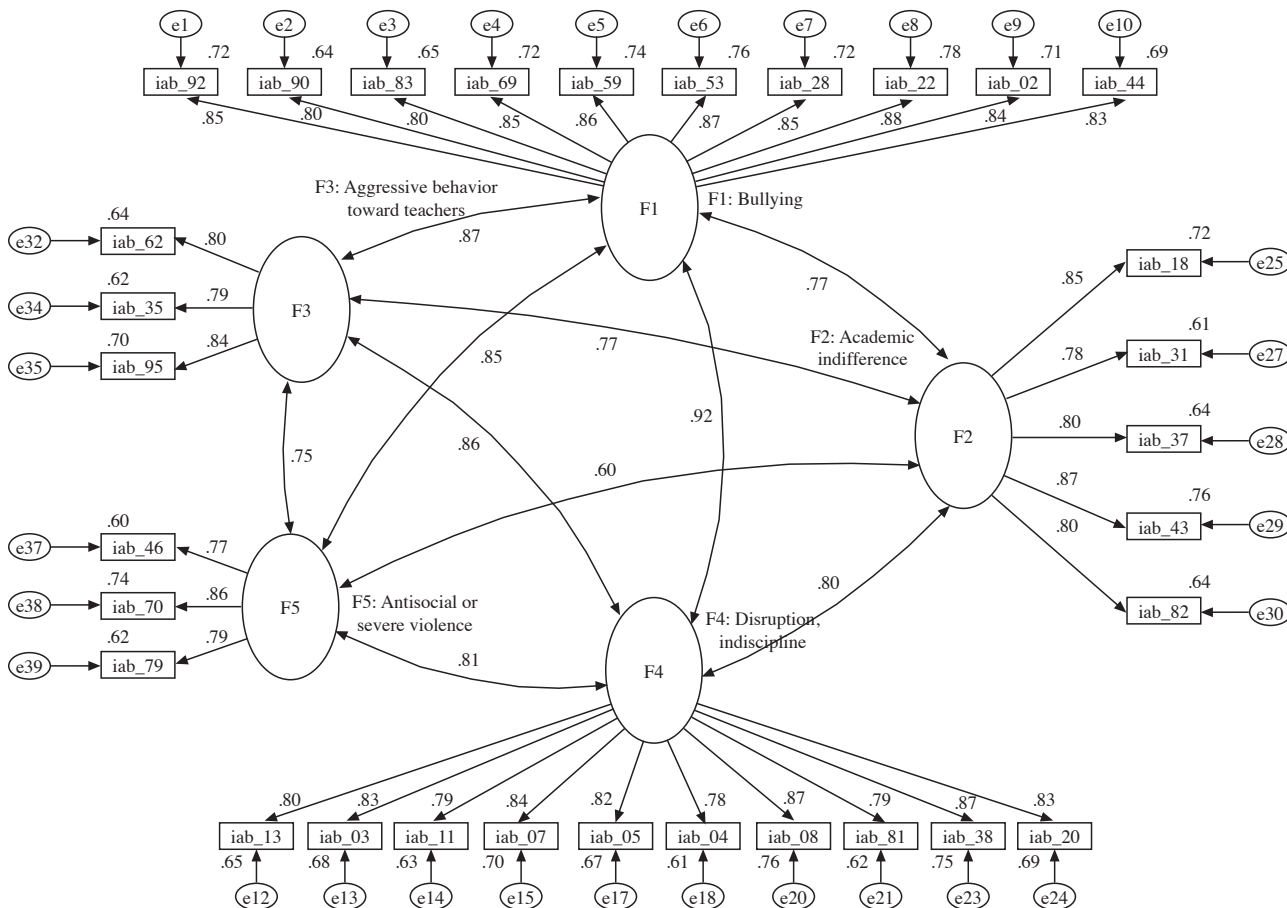 e1 e2 e3 e4 e5 e6 e7 e8 e9 e10
.72 .64 .65 .72 .74 .76 .72 .78 .71 .69
iab_92 iab_90 iab_83 iab_69 iab_59 iab_53 iab_28 iab_22 iab_02 iab_44
.85 .80 .80 .85 .86 .87 .85 .88 .84 .83
F3: Aggressive behavior
toward teachers
F1
F1: Bullying
.87
.77
.64
e32 iab_62 .80
.62
e34 iab_35 .79
.70
e35 iab_95 .84
F3
.72
.85 iab_18 e25
.61
.78 iab_31 e27
.64
.80 iab_37 e28
.76
.87 iab_43 e29
.64
.80 iab_82 e30
F2: Academic
indifference
F2
.77
.85
.92
.86
.75
.60
.60
e37 iab_46 .77
.74
e38 iab_70 .86
.62
e39 iab_79 .79
F5
F5: Antisocial or
severe violence
.80
F4: Disruption,
indiscipline
.81
F4
.80 .83 .79 .84 .82 .78 .87 .79 .87 .83
iab_13 iab_03 iab_11 iab_07 iab_05 iab_04 iab_08 iab_81 iab_38 iab_20
.65 .68 .63 .70 .67 .61 .76 .62 .75 .69
e12 e13 e14 e15 e17 e18 e20 e21 e23 e24